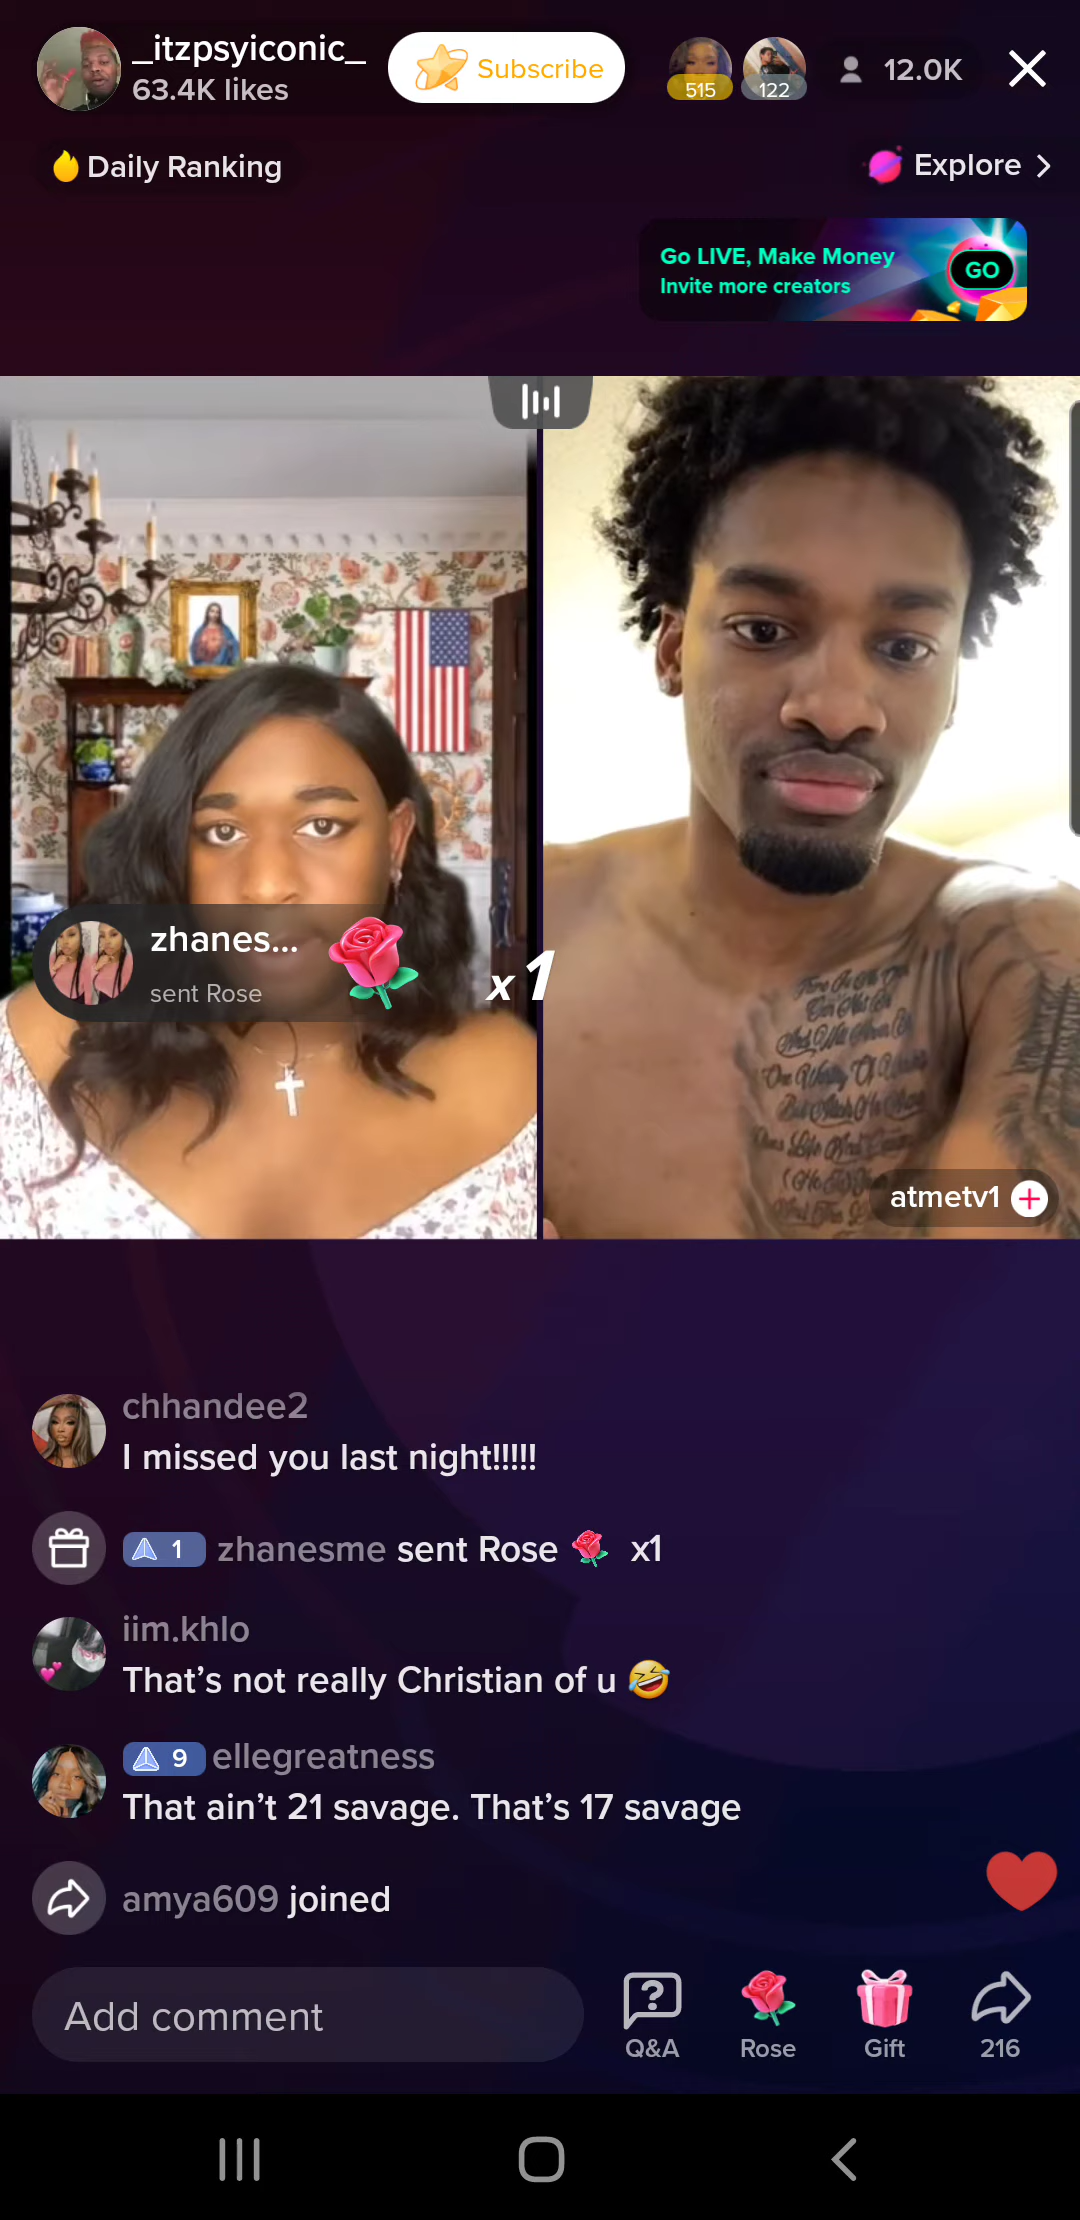 _itzpsyiconic_
63.4K likes
Subscribe
515
122
12.0K
Daily Ranking
Explore
Go LIVE, Make Money
Invite more creators
GO
zhanes...
sent Rose
x1
atmetv1
chhandee2
I missed you last night!!!!!
1 zhanesme sent Rose x1
iim.khlo
That's not really Christian of u 🤣
9 ellegreatness
That ain't 21 savage. That's 17 savage
amya609 joined
Add comment
Q&A
Rose
Gift
216